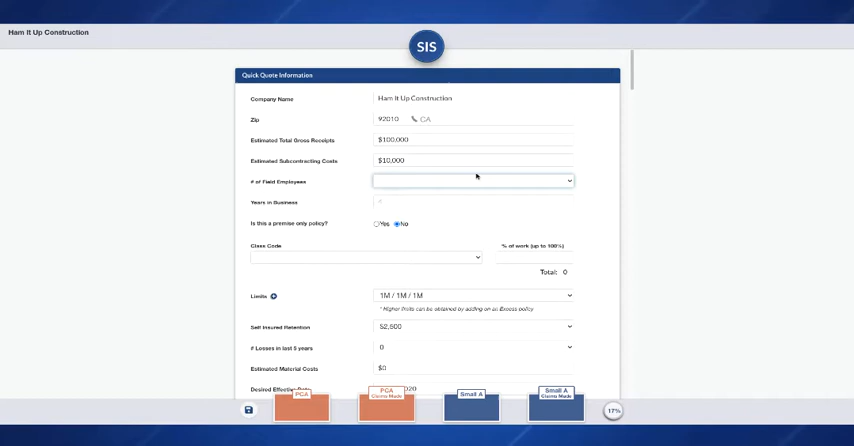 Ham It Up Construction
SIS
Quick Quote Information
Company Name Ham It Up Construction
Zip 92010 CA
Estimated Total Gross Receipts $100,000
Estimated Subcontracting Costs $10,000
# of Field Employees
Years in Business
Is this a premise only policy? Yes No
Class Code % of work (up to 100%)
Total: 0
Limits 1M / 1M / 1M
* Higher limits can be obtained by adding on an Excess policy
Self Insured Retention $2,500
# Losses in last 5 years 0
Estimated Material Costs $0
Desired Effective
PCA
PCA Claims Made
Small A
Small A Claims Made
17%